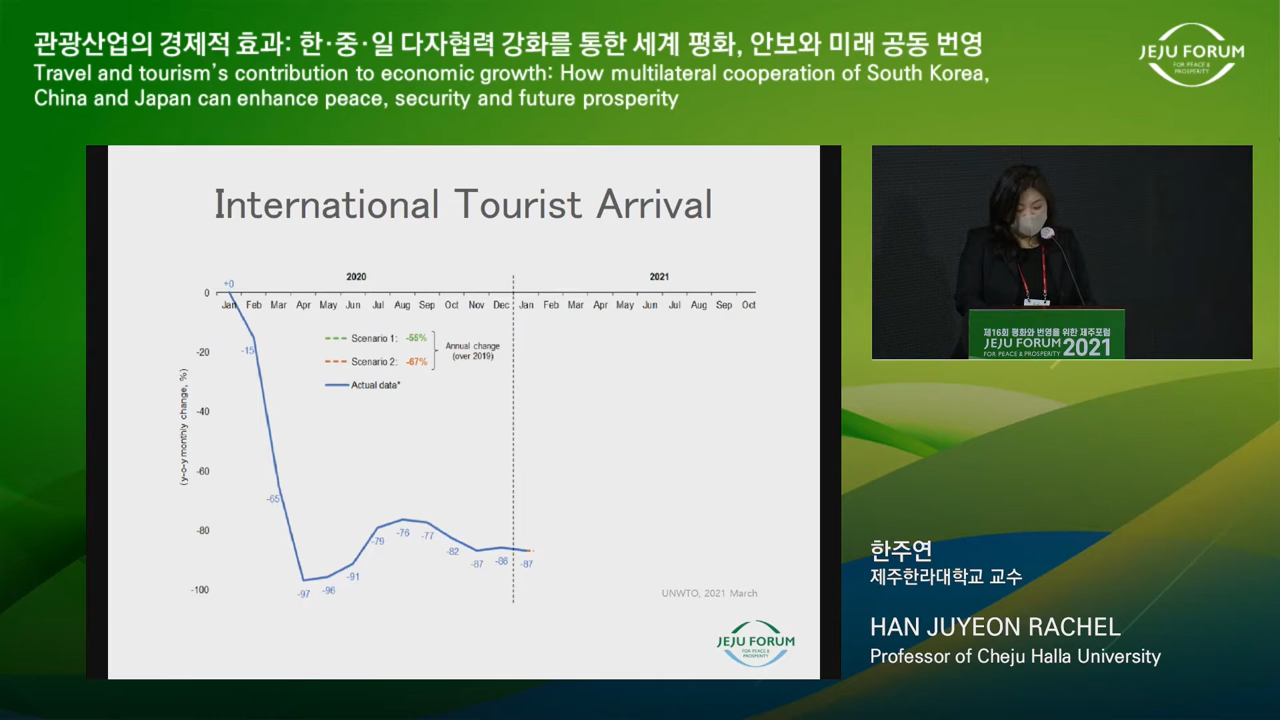 관광산업의 경제적 효과: 한·중·일 다자협력 강화를 통한 세계 평화, 안보와 미래 공동 번영
Travel and tourism's contribution to economic growth: How multilateral cooperation of South Korea,
China and Japan can enhance peace, security and future prosperity
JEJU FORUM
FOR PEACE &
PROSPERITY
International Tourist Arrival
2020 2021
+0
0
Jan Feb Mar Apr May Jun Jul Aug Sep Oct Nov Dec Jan Feb Mar Apr May Jun Jul Aug Sep Oct
Scenario 1: -55%
Scenario 2: -67%
Annual change
(over 2019)
Actual data*
(y-o-y monthly change, %)
-20
-40
-60
-80
-100
-15
-65
-97
-96
-91
-79
-76
-77
-82
-87
-86
-87
UNWTO, 2021 March
JEJU FORUM
FOR PEACE &
PROSPERITY
제16회 평화와 번영을 위한 제주포럼
JEJU FORUM 2021
FOR PEACE & PROSPERITY
한주연
제주한라대학교 교수
HAN JUYEON RACHEL
Professor of Cheju Halla University